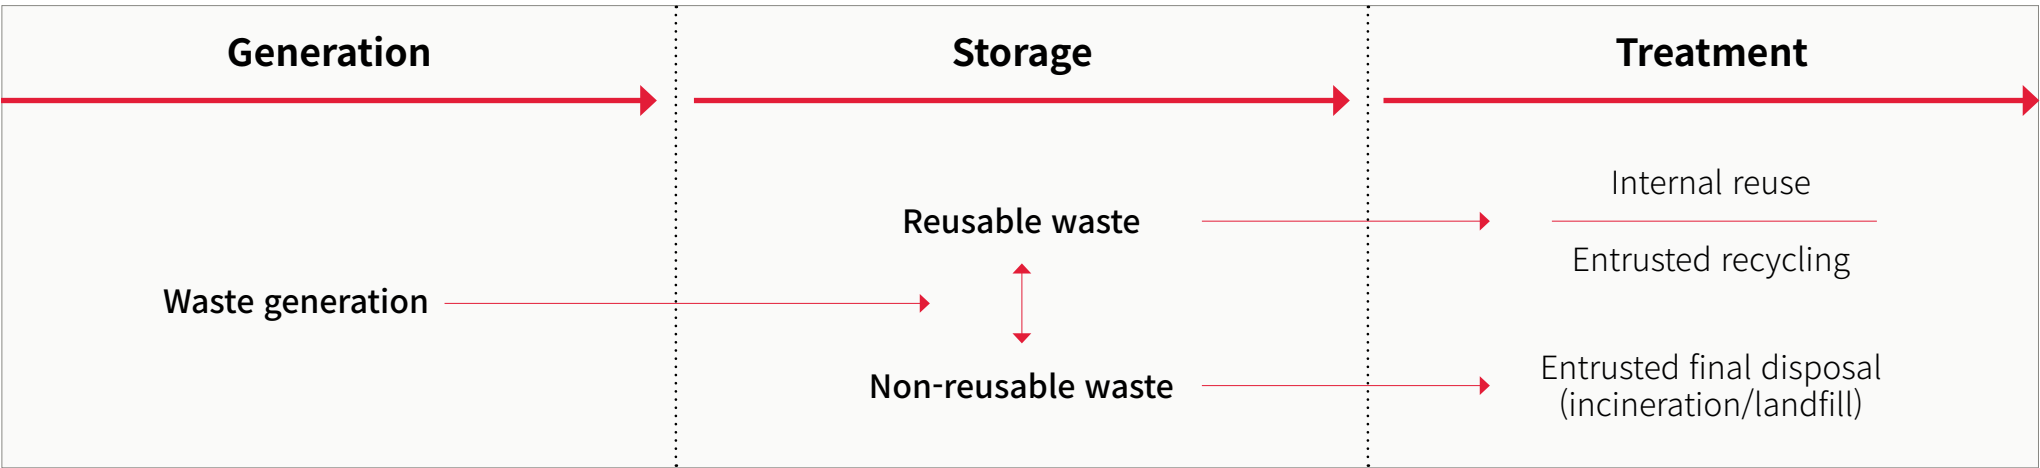 Generation
Storage
Treatment
Waste generation
Reusable waste
Non-reusable waste
Internal reuse
Entrusted recycling
Entrusted final disposal
(incineration/landfill)